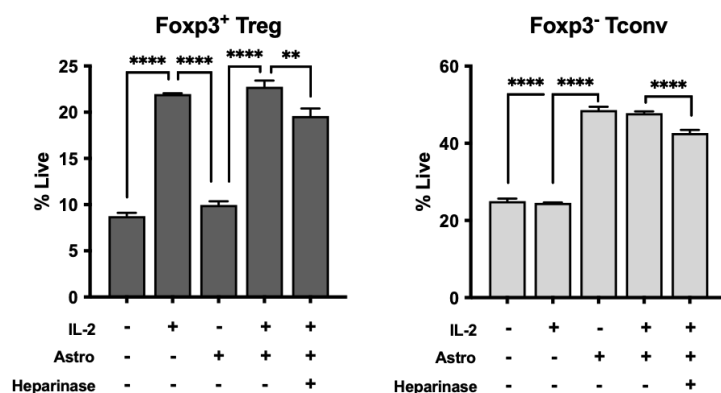 Foxp3⁺ Treg
**** **** **** **
25
20
15
10
5
0
% Live
IL-2 - + - + +
Astro - - + + +
Heparinase - - - - +
Foxp3⁻ Tconv
**** **** ****
60
40
20
0
% Live
IL-2 - + - + +
Astro - - + + +
Heparinase - - - - +